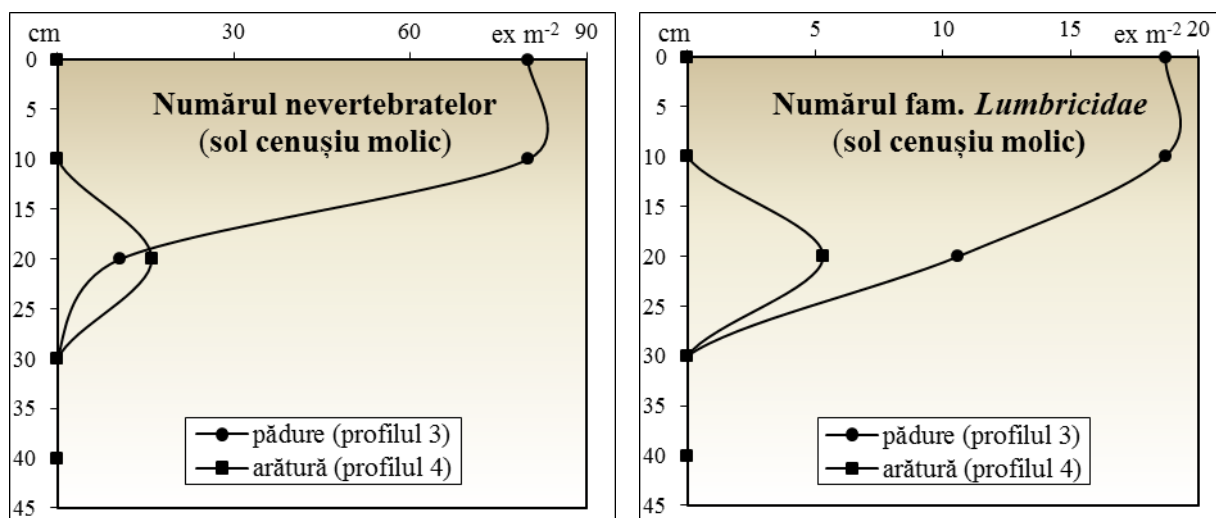 cm 30 60 ex m⁻² 90
0
5
10
15
20
25
30
35
40
45
Numărul nevertebratelor
(sol cenușiu molic)
pădure (profilul 3)
arătură (profilul 4)
cm 5 10 15 ex m⁻² 20
0
5
10
15
20
25
30
35
40
45
Numărul fam. Lumbricidae
(sol cenușiu molic)
pădure (profilul 3)
arătură (profilul 4)